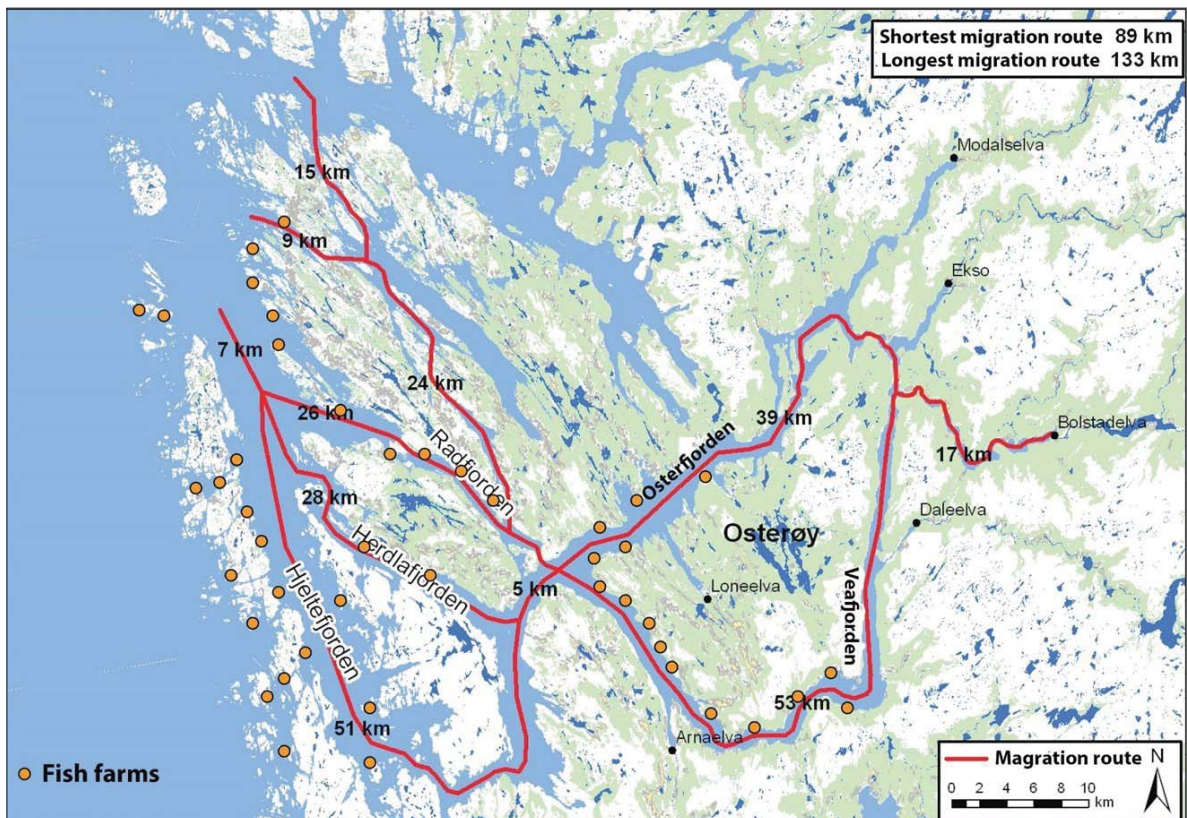 Shortest migration route 89 km
Longest migration route 133 km
Modalselva
15 km
9 km
Ekso
7 km
24 km
26 km
Radfjorden
39 km
Bolstadelva
Osterfjorden
17 km
28 km
Daleelva
Herdlafjorden
Osterøy
5 km
Loneelva
Hjeltefjorden
Veafjorden
53 km
51 km
Arnaelva
Fish farms
Magration route
N
0 2 4 6 8 10
km